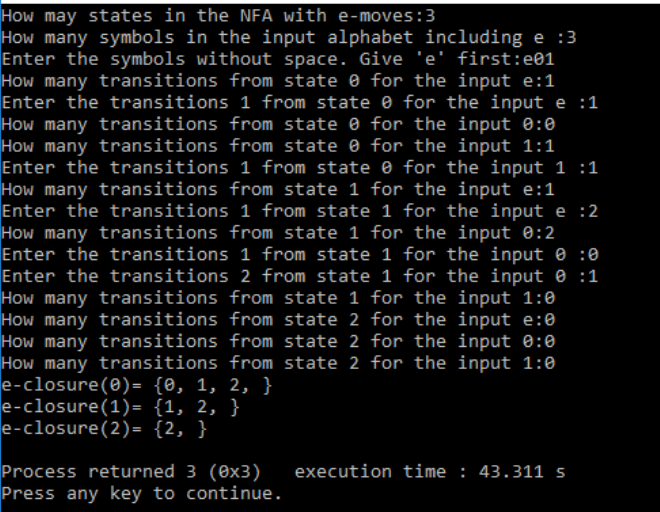 How may states in the NFA with e-moves:3
How many symbols in the input alphabet including e :3
Enter the symbols without space. Give 'e' first:e01
How many transitions from state 0 for the input e:1
Enter the transitions 1 from state 0 for the input e :1
How many transitions from state 0 for the input 0:0
How many transitions from state 0 for the input 1:1
Enter the transitions 1 from state 0 for the input 1 :1
How many transitions from state 1 for the input e:1
Enter the transitions 1 from state 1 for the input e :2
How many transitions from state 1 for the input 0:2
Enter the transitions 1 from state 1 for the input 0 :0
Enter the transitions 2 from state 1 for the input 0 :1
How many transitions from state 1 for the input 1:0
How many transitions from state 2 for the input e:0
How many transitions from state 2 for the input 0:0
How many transitions from state 2 for the input 1:0
e-closure(0)= {0, 1, 2, }
e-closure(1)= {1, 2, }
e-closure(2)= {2, }
Process returned 3 (0x3)   execution time : 43.311 s
Press any key to continue.